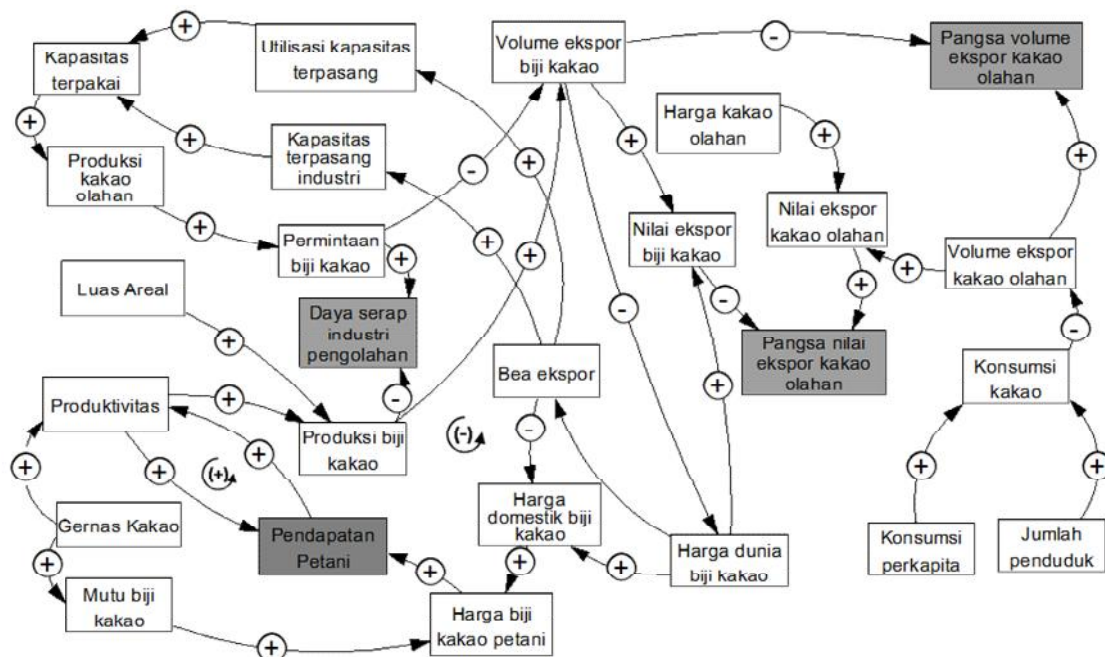 Kapasitas
terpakai
Utilisasi kapasitas
terpasang
Volume ekspor
biji kakao
Pangsa volume
ekspor kakao
olahan
+
-
Harga kakao
olahan
+
+
Kapasitas
terpasang
industri
+
+
+
Produksi
kakao
olahan
-
+
+
+
Permintaan
biji kakao
+
Nilai ekspor
biji kakao
Nilai ekspor
kakao olahan
Volume ekspor
kakao olahan
+
+
+
+
Luas Areal
Daya serap
industri
pengolahan
-
-
-
+
Pangsa nilai
ekspor kakao
olahan
Konsumsi
kakao
Bea ekspor
+
Produktivitas
+
-
+
Produksi biji
kakao
(-)
-
+
+
(+)
+
+
+
Gernas Kakao
Pendapatan
Petani
Harga
domestik biji
kakao
Harga dunia
biji kakao
Konsumsi
perkapita
Jumlah
penduduk
+
+
+
+
Mutu biji
kakao
+
Harga biji
kakao petani